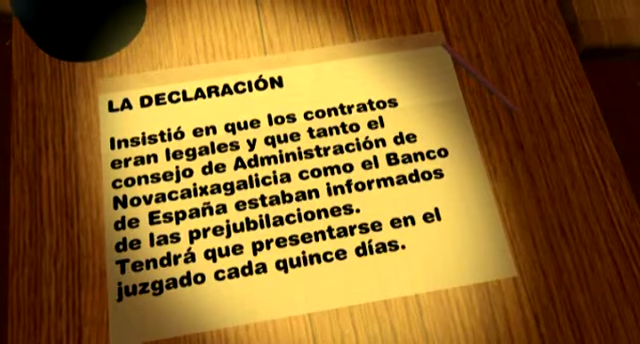 LA DECLARACIÓN
Insistió en que los contratos
eran legales y que tanto el
consejo de Administración de
Novacaixagalicia como el Banco
de España estaban informados
de las prejubilaciones.
Tendrá que presentarse en el
juzgado cada quince días.